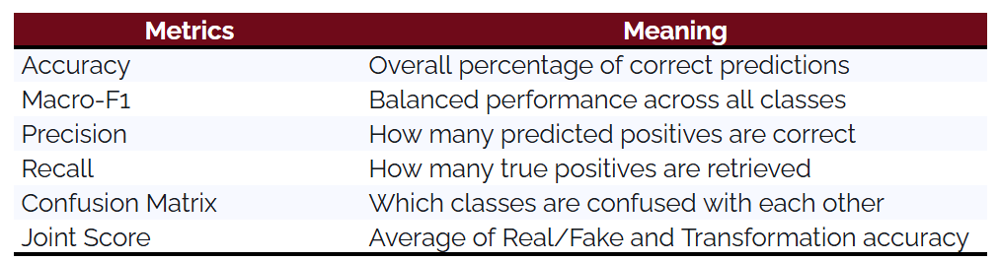 Metrics Meaning
Accuracy Overall percentage of correct predictions
Macro-F1 Balanced performance across all classes
Precision How many predicted positives are correct
Recall How many true positives are retrieved
Confusion Matrix Which classes are confused with each other
Joint Score Average of Real/Fake and Transformation accuracy